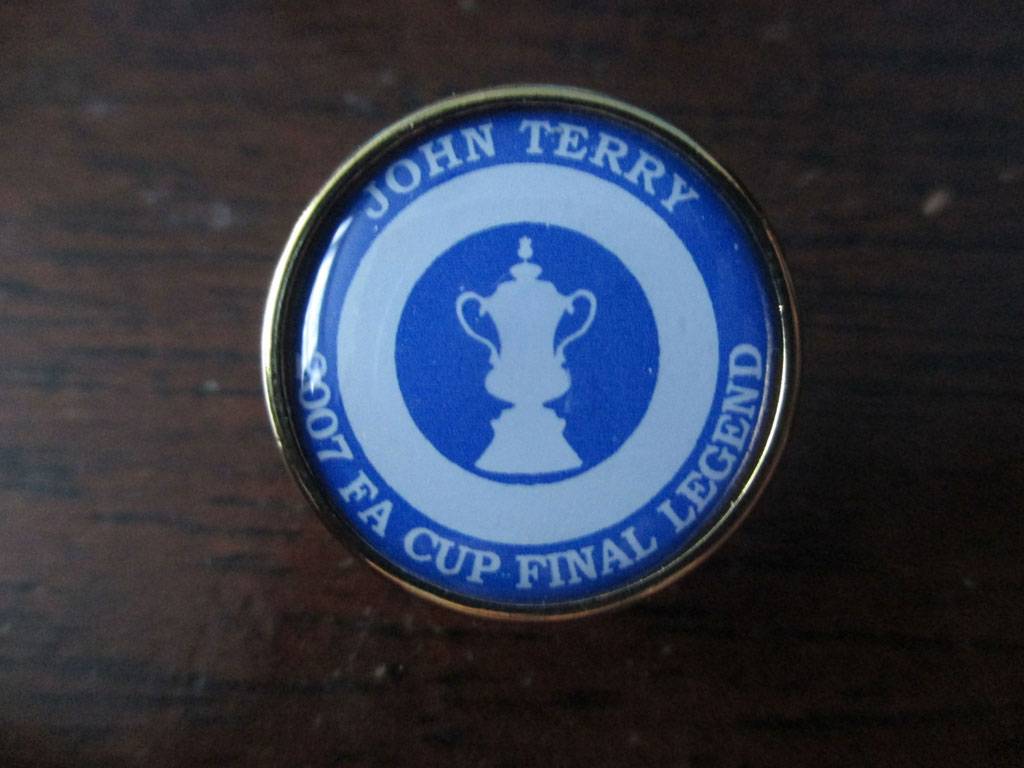 JOHN TERRY
2007 FA CUP FINAL LEGEND